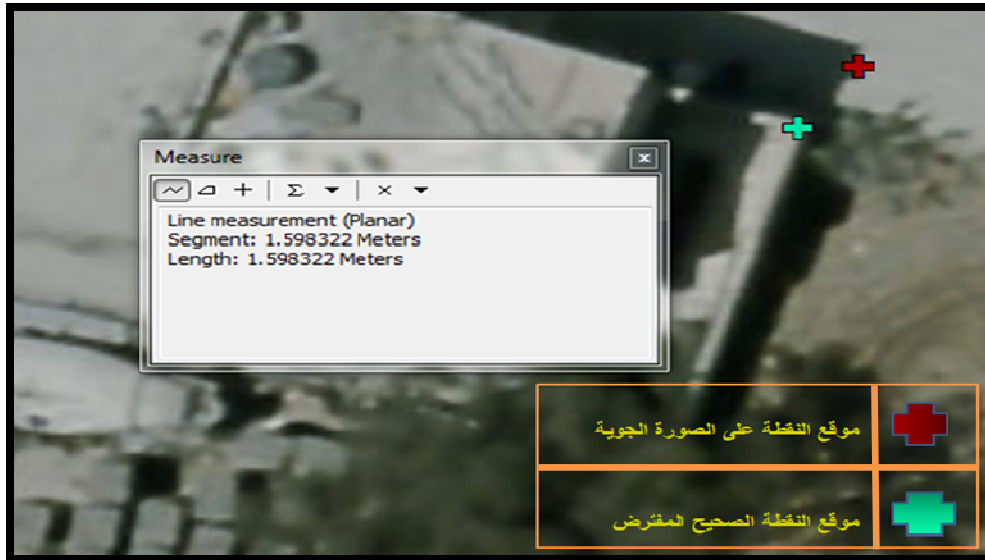 Measure
Line measurement (Planar)
Segment: 1.598322 Meters
Length: 1.598322 Meters
موقع النقطة على الصورة الجوية
موقع النقطة الصحيح المفترض